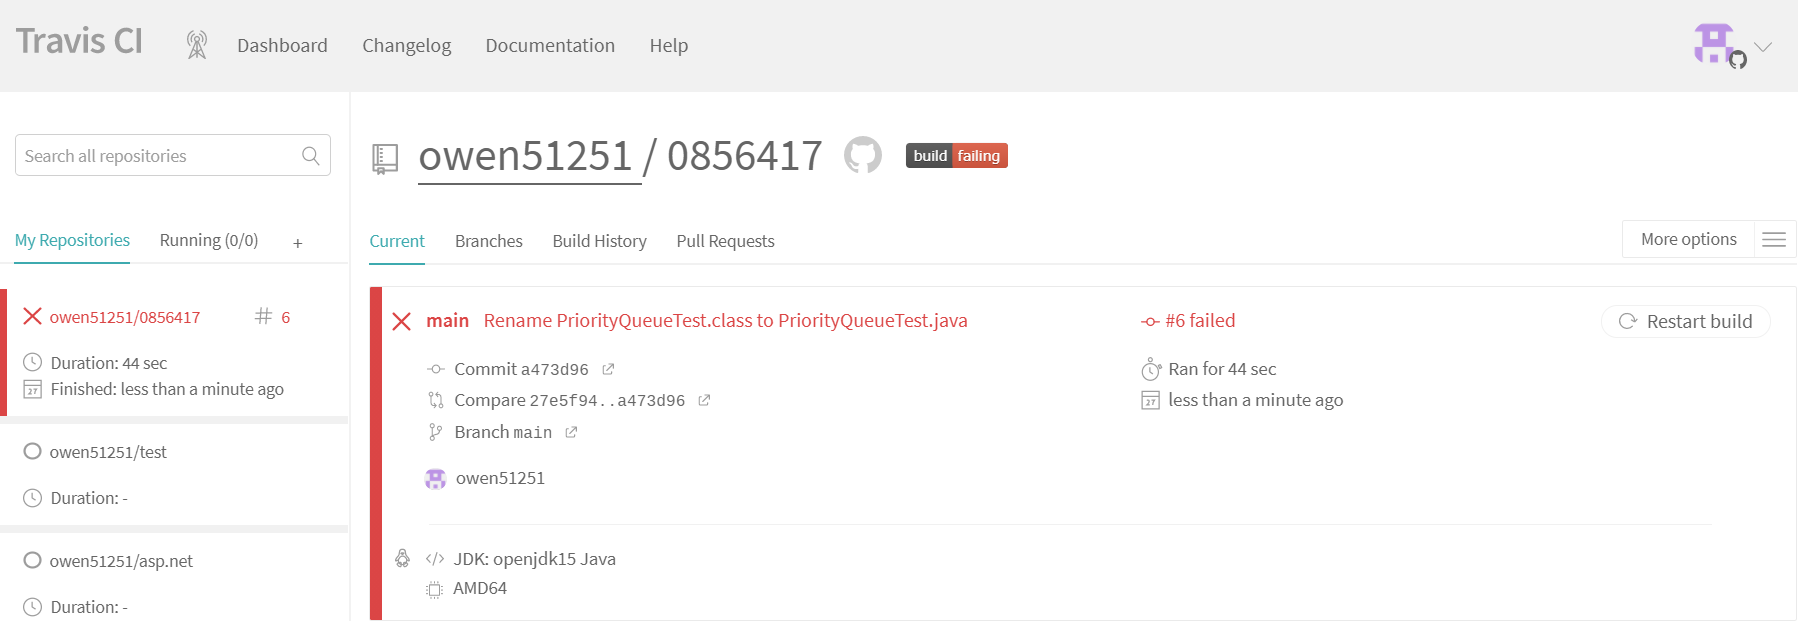 Travis CI
Dashboard
Changelog
Documentation
Help
Search all repositories
My Repositories
Running (0/0)
+
owen51251/0856417
# 6
Duration: 44 sec
27
Finished: less than a minute ago
owen51251/test
Duration: -
owen51251/asp.net
Duration: -
owen51251 / 0856417
build failing
Current
Branches
Build History
Pull Requests
More options
main Rename PriorityQueueTest.class to PriorityQueueTest.java
#6 failed
Restart build
Commit a473d96
Ran for 44 sec
Compare 27e5f94..a473d96
27
less than a minute ago
Branch main
owen51251
</> JDK: openjdk15 Java
AMD64